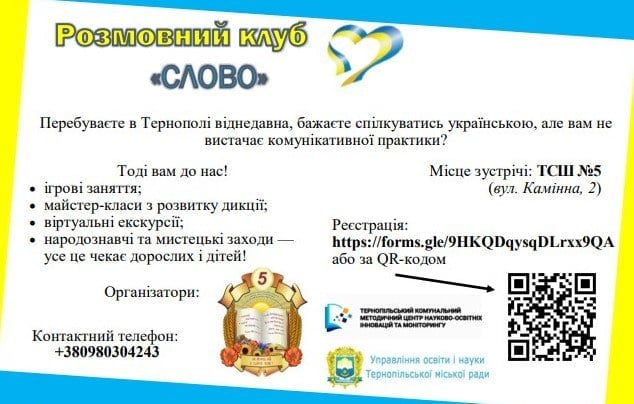 Розмовний клуб
«СЛОВО»
Перебуваєте в Тернополі віднедавна, бажаєте спілкуватись українською, але вам не
вистачає комунікативної практики?
Тоді вам до нас!
• ігрові заняття;
• майстер-класи з розвитку дикції;
• віртуальні екскурсії;
• народознавчі та мистецькі заходи —
усе це чекає дорослих і дітей!
Місце зустрічі: ТСШ №5
(вул. Камінна, 2)
Реєстрація:
https://forms.gle/9HKQDqysqDLrxx9QA
або за QR-кодом
Організатори:
5
ТЕРНОПІЛЬСЬКИЙ КОМУНАЛЬНИЙ
МЕТОДИЧНИЙ ЦЕНТР НАУКОВО-ОСВІТНІХ
ІННОВАЦІЙ ТА МОНІТОРИНГУ
Контактний телефон:
+380980304243
Управління освіти і науки
Тернопільської міської ради